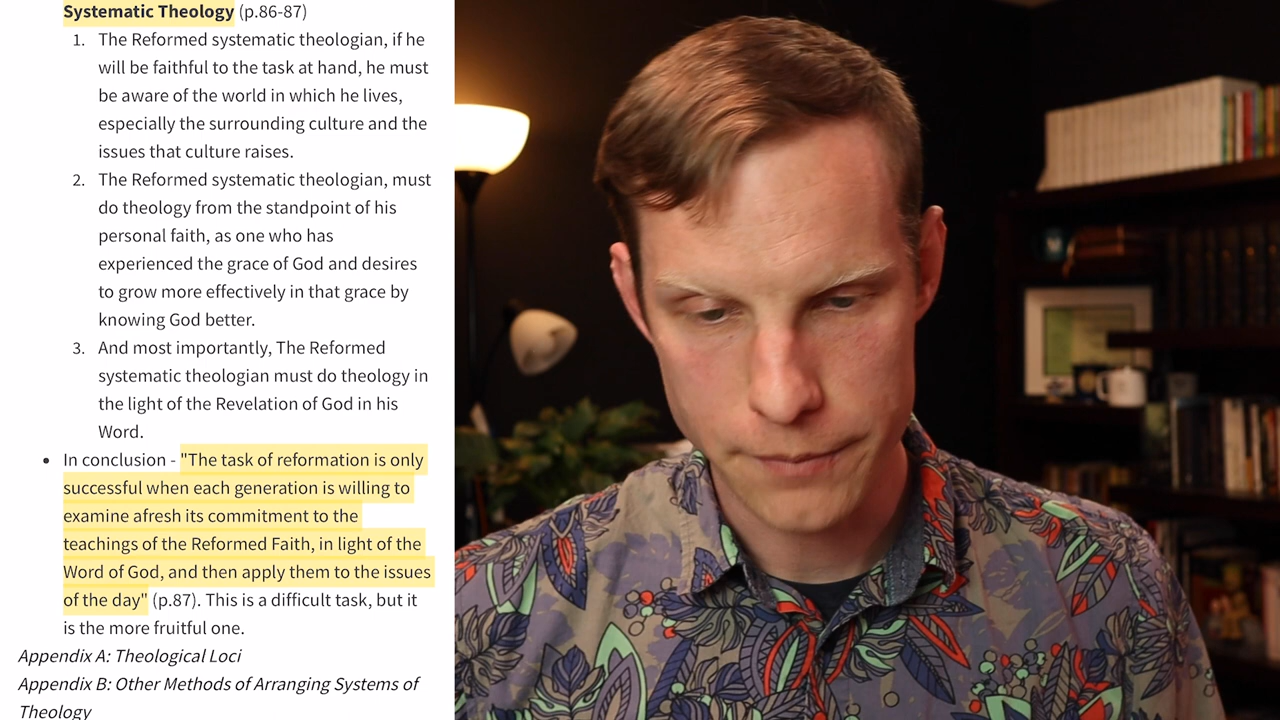 Systematic Theology (p.86-87)
1. The Reformed systematic theologian, if he
will be faithful to the task at hand, he must
be aware of the world in which he lives,
especially the surrounding culture and the
issues that culture raises.
2. The Reformed systematic theologian, must
do theology from the standpoint of his
personal faith, as one who has
experienced the grace of God and desires
to grow more effectively in that grace by
knowing God better.
3. And most importantly, The Reformed
systematic theologian must do theology in
the light of the Revelation of God in his
Word.
• In conclusion - "The task of reformation is only
successful when each generation is willing to
examine afresh its commitment to the
teachings of the Reformed Faith, in light of the
Word of God, and then apply them to the issues
of the day" (p.87). This is a difficult task, but it
is the more fruitful one.
Appendix A: Theological Loci
Appendix B: Other Methods of Arranging Systems of
Theology